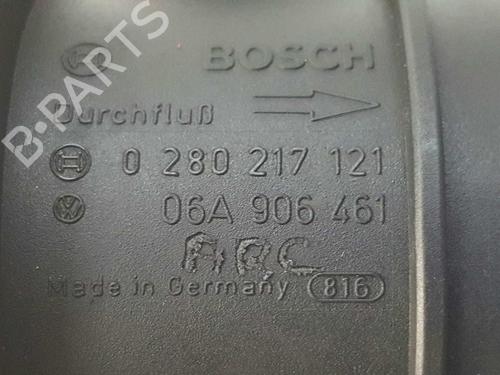 B-PARTS
BOSCH
Durchfluß
0 280 217 121
06A 906 461
ARC
Made in Germany 816